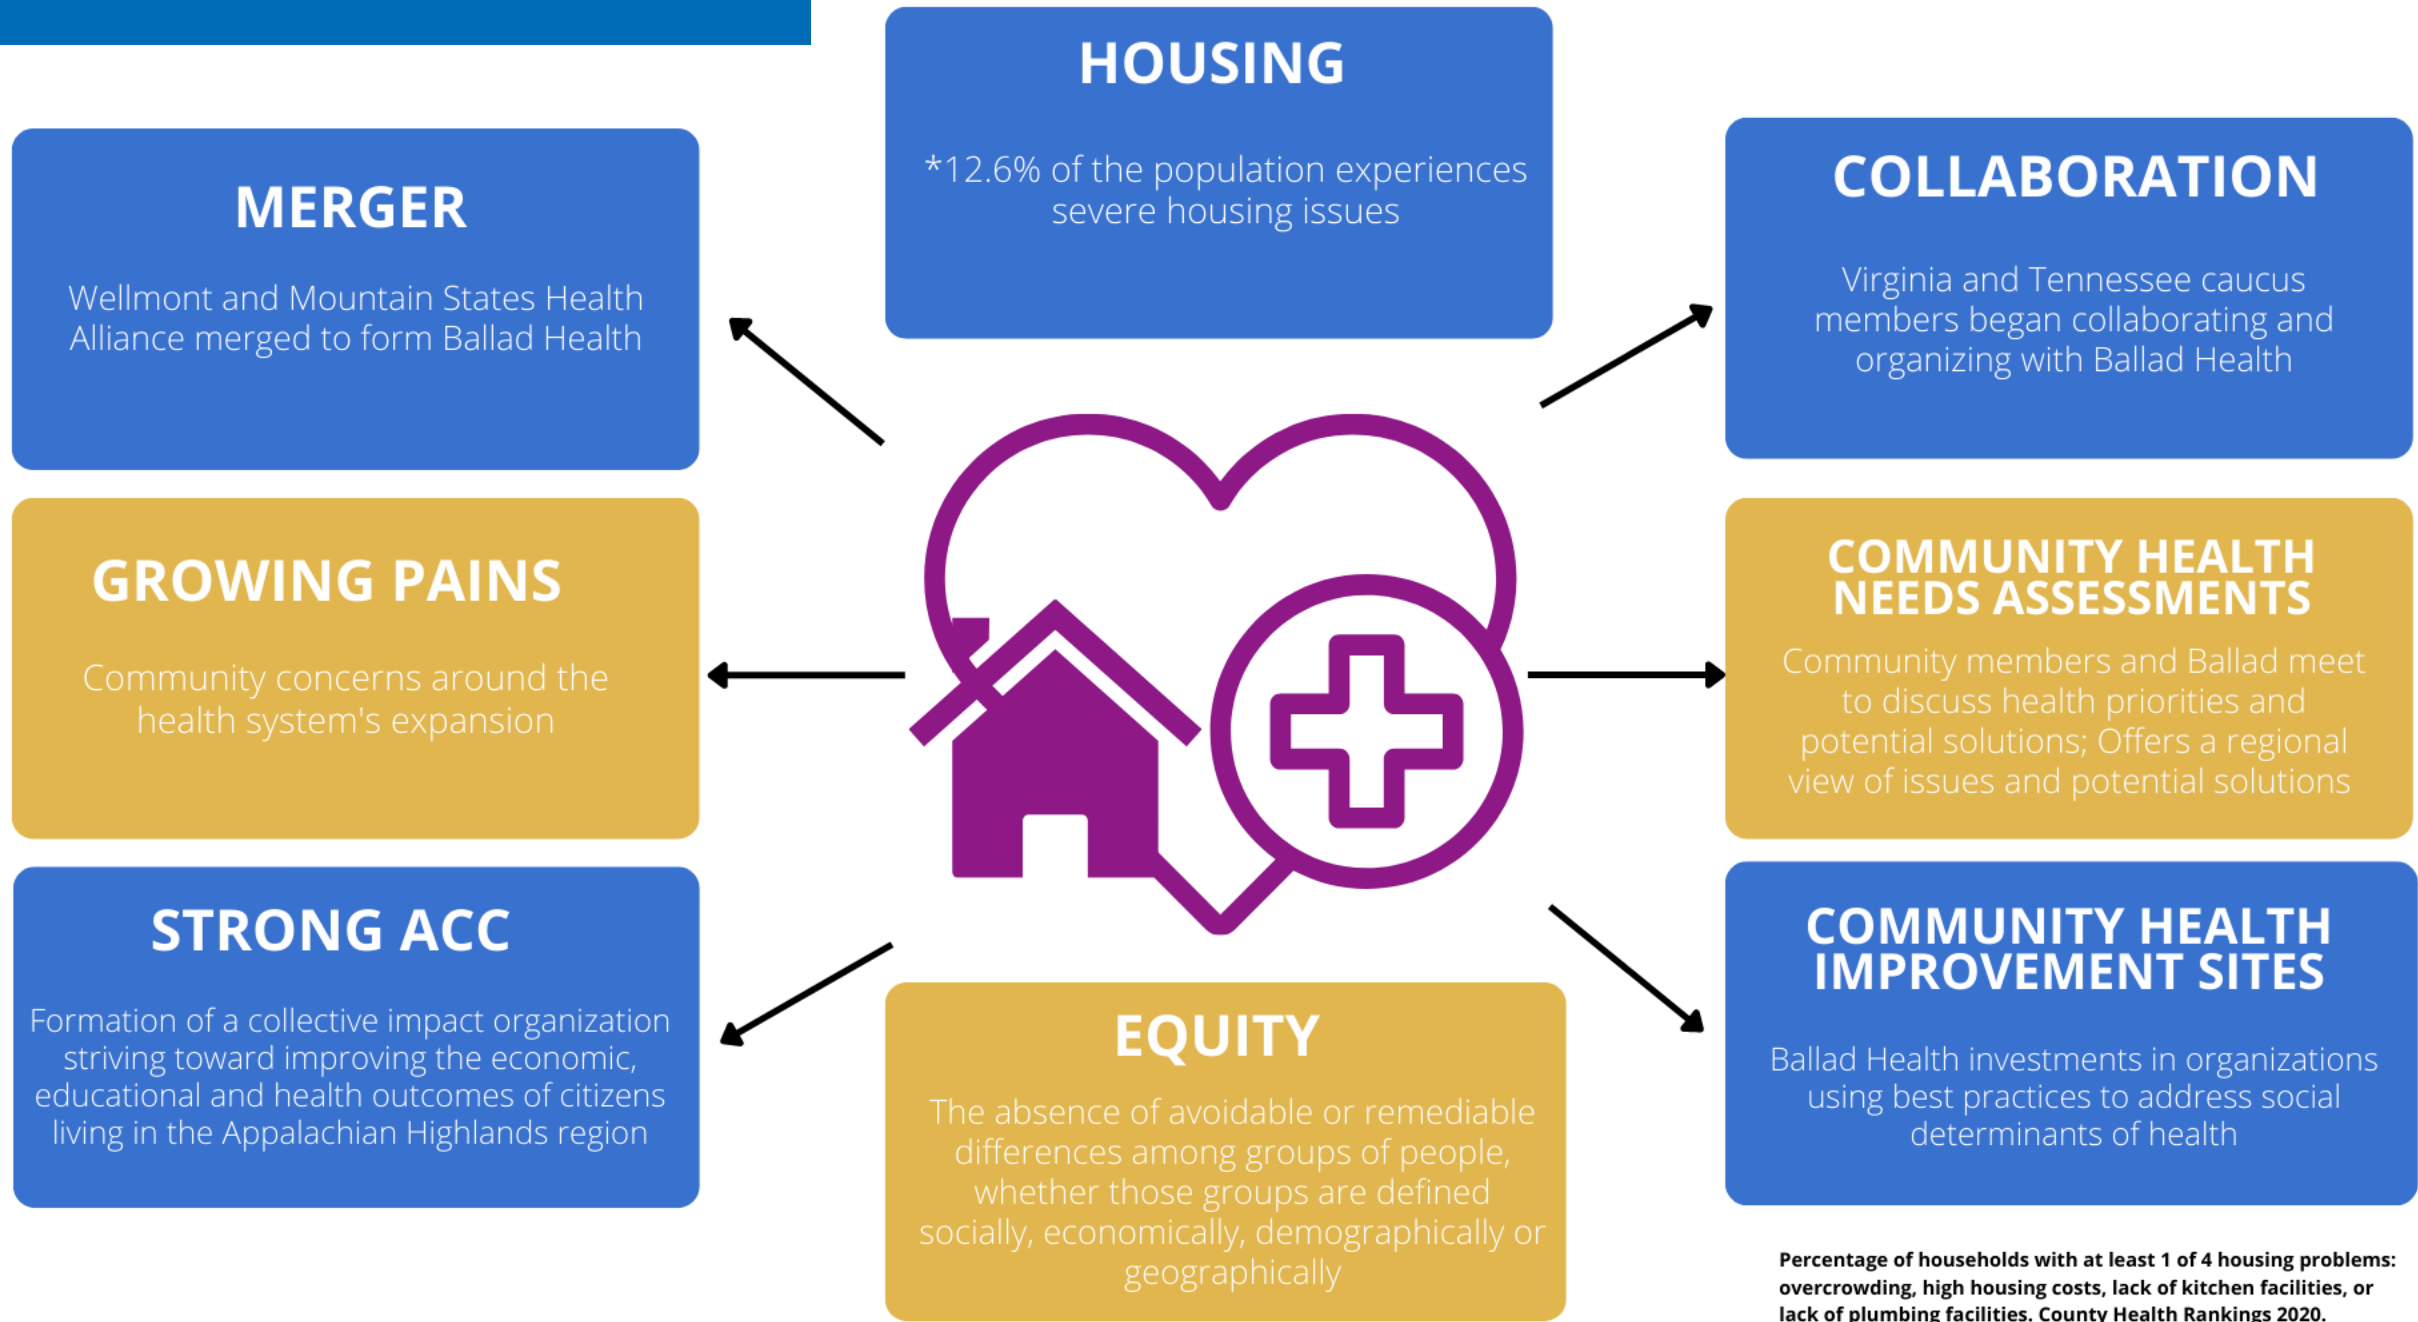 HOUSING
*12.6% of the population experiences
severe housing issues
MERGER
Wellmont and Mountain States Health
Alliance merged to form Ballad Health
COLLABORATION
Virginia and Tennessee caucus
members began collaborating and
organizing with Ballad Health
GROWING PAINS
Community concerns around the
health system's expansion
COMMUNITY HEALTH
NEEDS ASSESSMENTS
Community members and Ballad meet
to discuss health priorities and
potential solutions; Offers a regional
view of issues and potential solutions
STRONG ACC
Formation of a collective impact organization
striving toward improving the economic,
educational and health outcomes of citizens
living in the Appalachian Highlands region
EQUITY
The absence of avoidable or remediable
differences among groups of people,
whether those groups are defined
socially, economically, demographically or
geographically
COMMUNITY HEALTH
IMPROVEMENT SITES
Ballad Health investments in organizations
using best practices to address social
determinants of health
Percentage of households with at least 1 of 4 housing problems:
overcrowding, high housing costs, lack of kitchen facilities, or
lack of plumbing facilities. County Health Rankings 2020.